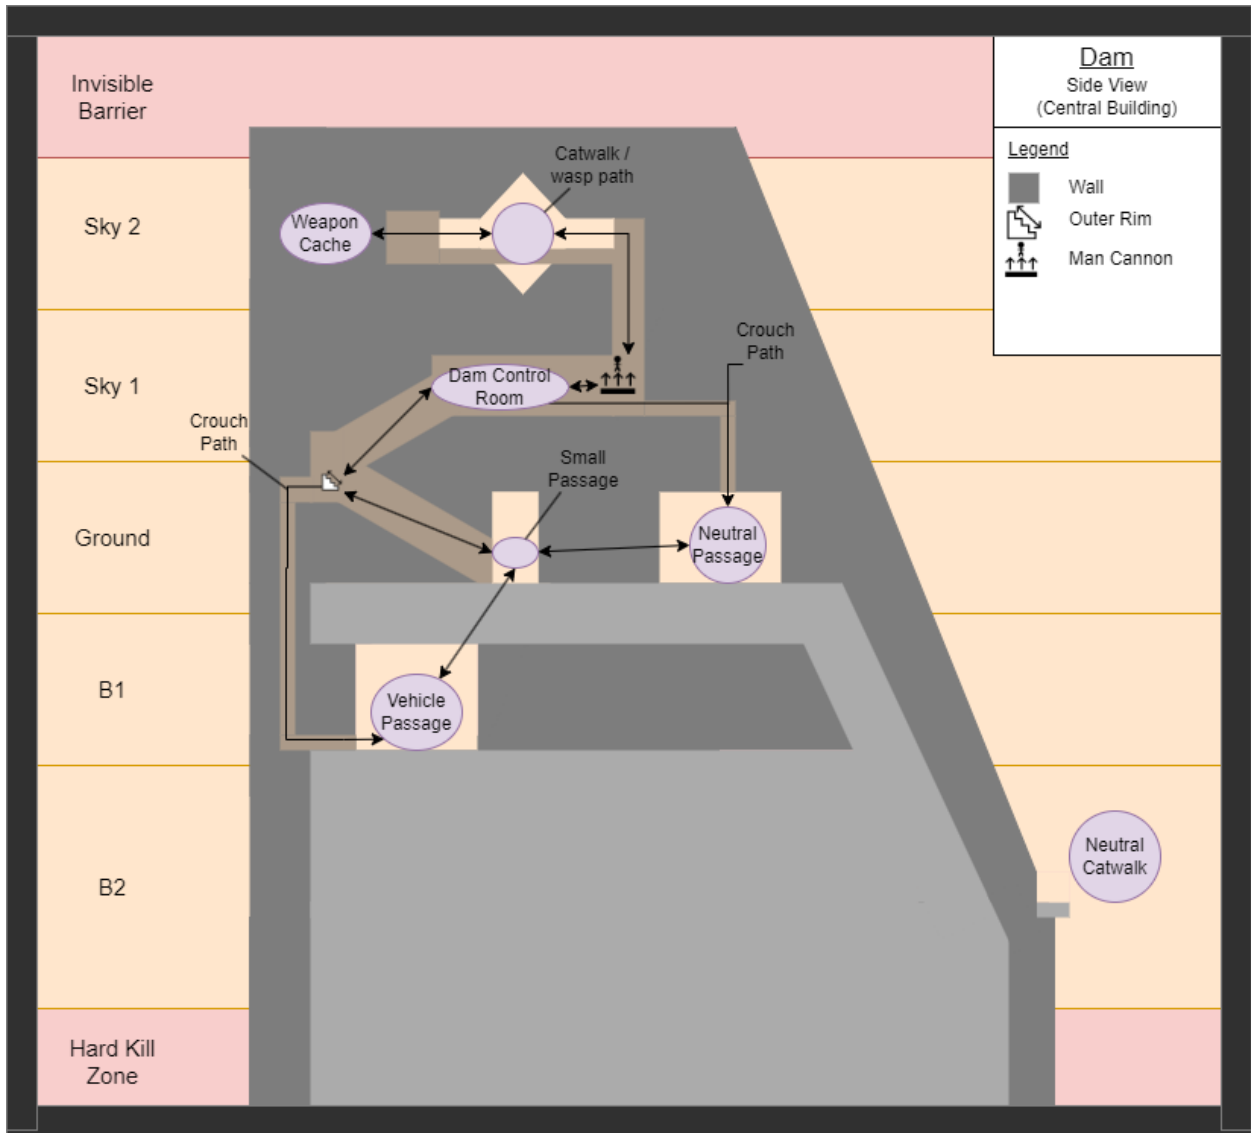 Invisible
Barrier
Dam
Side View
(Central Building)
Legend
Wall
Outer Rim
Man Cannon
Catwalk /
wasp path
Sky 2
Weapon
Cache
Crouch
Path
Sky 1
Dam Control
Room
Crouch
Path
Small
Passage
Ground
Neutral
Passage
B1
Vehicle
Passage
B2
Neutral
Catwalk
Hard Kill
Zone